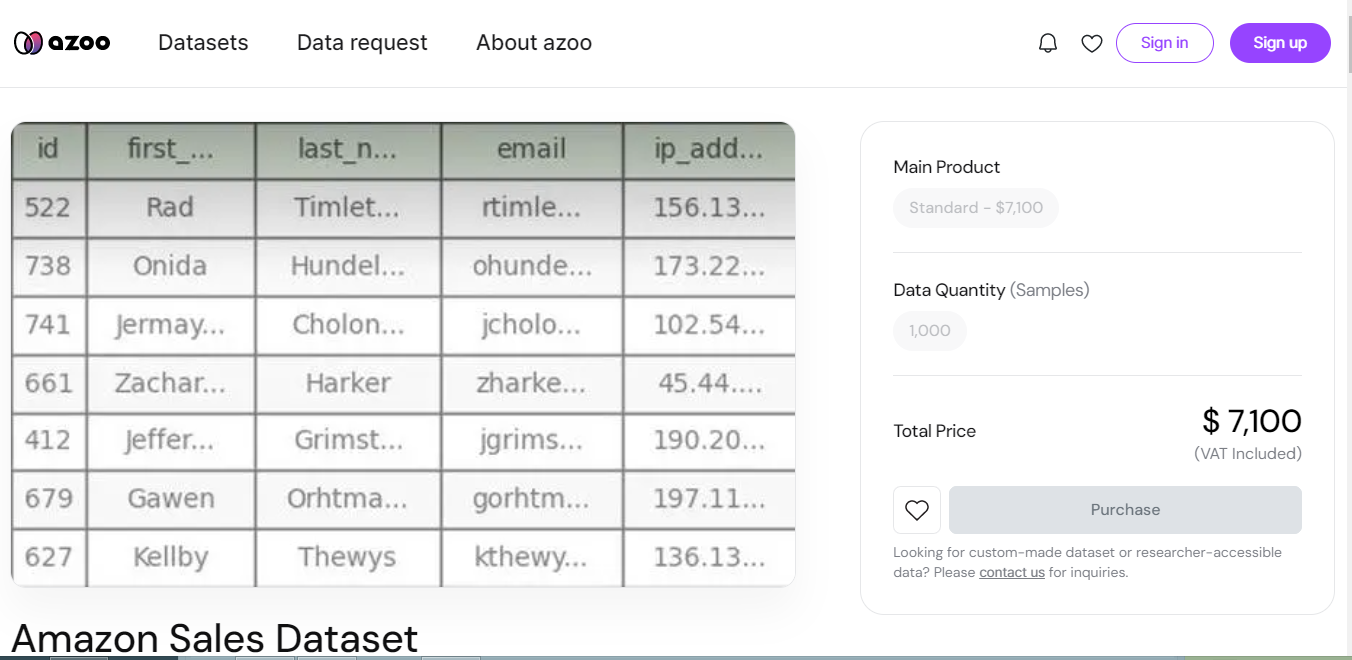 azoo Datasets Data request About azoo Sign in Sign up
id first_... last_n... email ip_add...
522 Rad Timlet... rtimle... 156.13...
738 Onida Hundel... ohunde... 173.22...
741 Jermay... Cholon... jcholo... 102.54...
661 Zachar... Harker zharke... 45.44....
412 Jeffer... Grimst... jgrims... 190.20...
679 Gawen Orhtma... gorhtm... 197.11...
627 Kellby Thewys kthewy... 136.13...
Amazon Sales Dataset
Main Product
Standard - $7,100
Data Quantity (Samples)
1,000
Total Price $ 7,100
(VAT Included)
Purchase
Looking for custom-made dataset or researcher-accessible
data? Please contact us for inquiries.